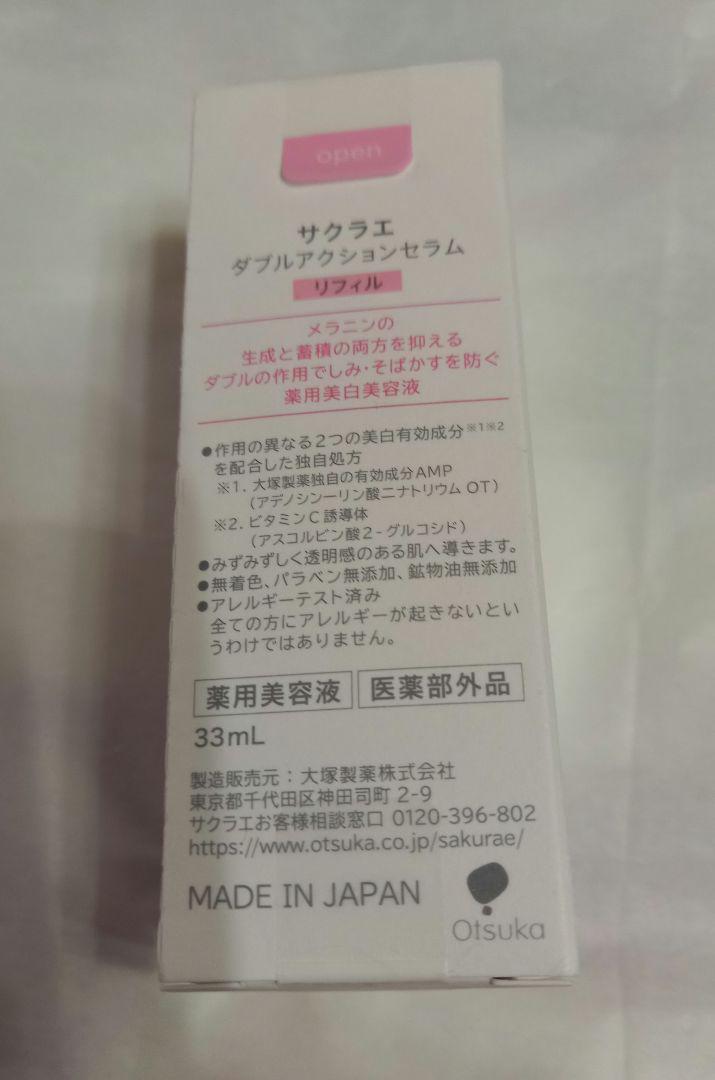 open
サクラエ
ダブルアクションセラム
リフィル
メラニンの
生成と蓄積の両方を抑える
ダブルの作用でしみ・そばかすを防ぐ
薬用美白美容液
●作用の異なる2つの美白有効成分※1※2
を配合した独自処方
※1. 大塚製薬独自の有効成分AMP
(アデノシン一リン酸二ナトリウム OT)
※2. ビタミンC誘導体
(アスコルビン酸2-グルコシド)
●みずみずしく透明感のある肌へ導きます。
●無着色、パラベン無添加、鉱物油無添加
●アレルギーテスト済み
全ての方にアレルギーが起きないとい
うわけではありません。
薬用美容液 医薬部外品
33mL
製造販売元：大塚製薬株式会社
東京都千代田区神田司町 2-9
サクラエお客様相談窓口 0120-396-802
https://www.otsuka.co.jp/sakurae/
MADE IN JAPAN
Otsuka